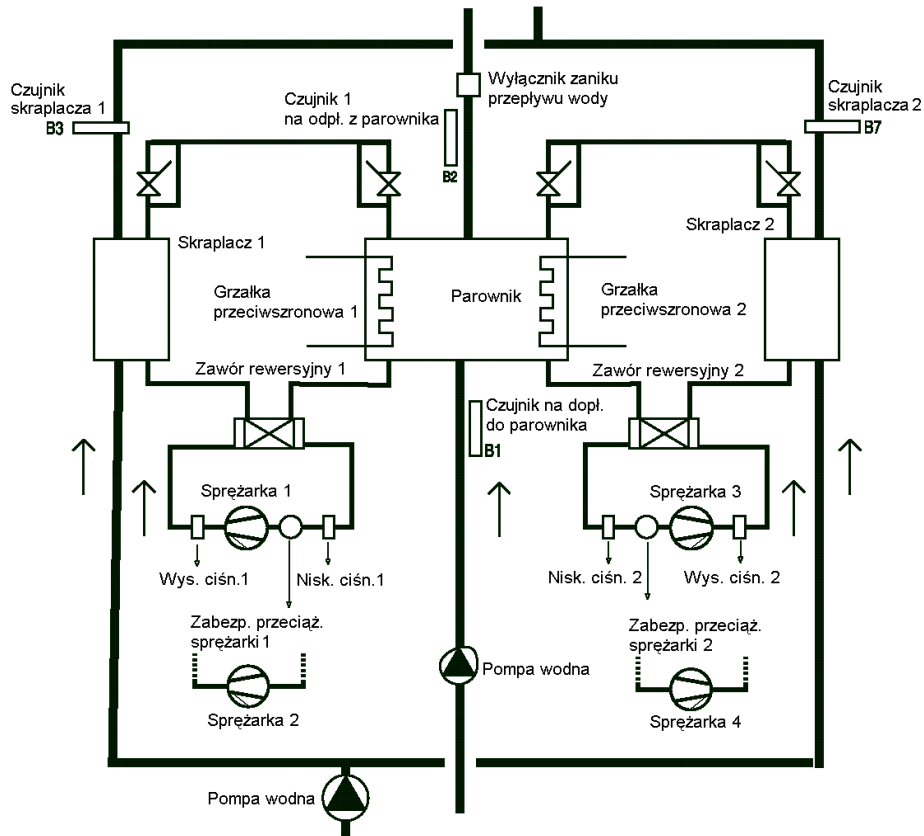 Czujnik
skraplacza 1
B3
Czujnik 1
na odpł. z parownika
B2
Wyłącznik zaniku
przepływu wody
Czujnik
skraplacza 2
B7
Skraplacz 1
Skraplacz 2
Grzałka
przeciwszronowa 1
Parownik
Grzałka
przeciwszronowa 2
Zawór rewersyjny 1
Zawór rewersyjny 2
Czujnik na dopł.
do parownika
B1
Sprężarka 1
Sprężarka 3
Wys. ciśn.1
Nisk. ciśn.1
Nisk. ciśn. 2
Wys. ciśn. 2
Zabezp. przeciąż.
sprężarki 1
Zabezp. przeciąż.
sprężarki 2
Pompa wodna
Sprężarka 2
Sprężarka 4
Pompa wodna